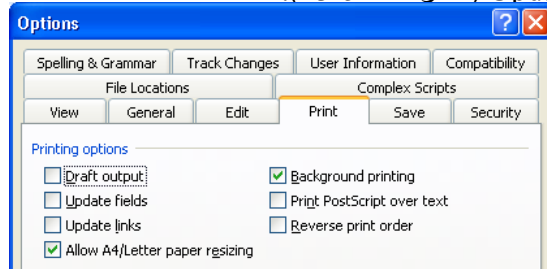 Options
Spelling & Grammar Track Changes User Information Compatibility
File Locations Complex Scripts
View General Edit Print Save Security
Printing options
Draft output Background printing
Update fields Print PostScript over text
Update links Reverse print order
Allow A4/Letter paper resizing